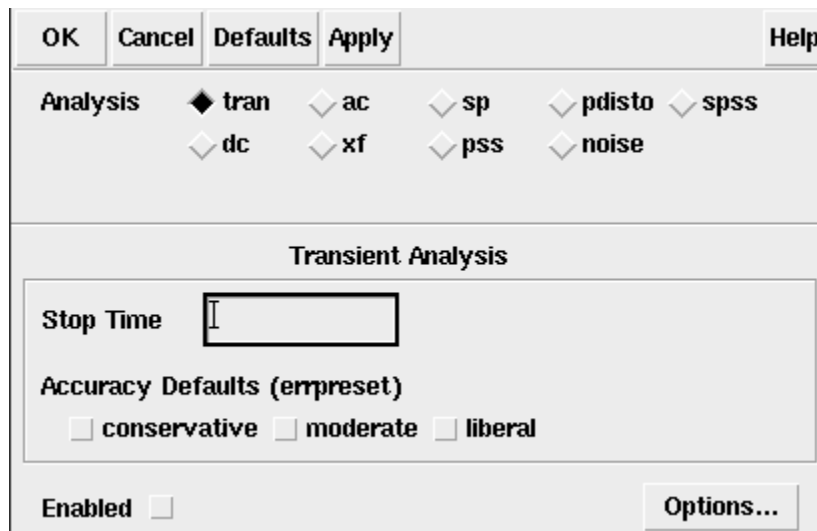 OK Cancel Defaults Apply Help
Analysis tran ac sp pdisto spss
dc xf pss noise
Transient Analysis
Stop Time
Accuracy Defaults (errpreset)
conservative moderate liberal
Enabled Options...